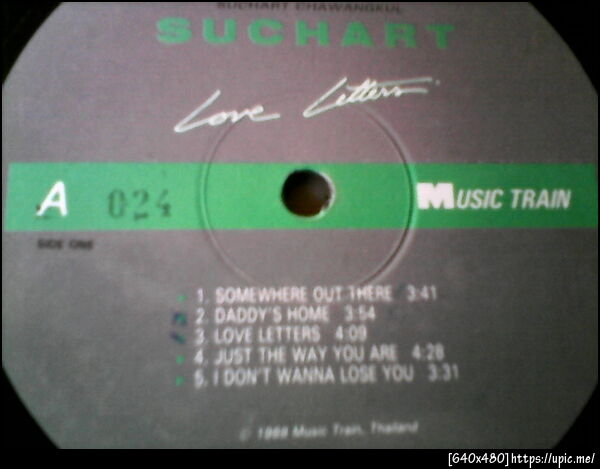 SUCHART CHAWANGKUL
SUCHART
Love Letters
A 024 MUSIC TRAIN
SIDE ONE
1. SOMEWHERE OUT THERE 3:41
2. DADDY'S HOME 3:54
3. LOVE LETTERS 4:09
4. JUST THE WAY YOU ARE 4:28
5. I DON'T WANNA LOSE YOU 3:31
Music Train, Thailand
[640x480]https://upic.me/